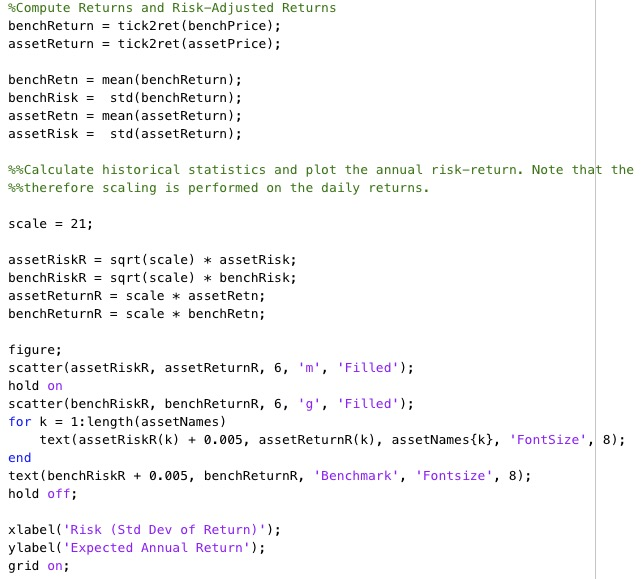 %Compute Returns and Risk-Adjusted Returns
benchReturn = tick2ret(benchPrice);
assetReturn = tick2ret(assetPrice);
benchRetn = mean(benchReturn);
benchRisk =  std(benchReturn);
assetRetn = mean(assetReturn);
assetRisk =  std(assetReturn);
%%Calculate historical statistics and plot the annual risk-return. Note that the
%%therefore scaling is performed on the daily returns.
scale = 21;
assetRiskR = sqrt(scale) * assetRisk;
benchRiskR = sqrt(scale) * benchRisk;
assetReturnR = scale * assetRetn;
benchReturnR = scale * benchRetn;
figure;
scatter(assetRiskR, assetReturnR, 6, 'm', 'Filled');
hold on
scatter(benchRiskR, benchReturnR, 6, 'g', 'Filled');
for k = 1:length(assetNames)
    text(assetRiskR(k) + 0.005, assetReturnR(k), assetNames{k}, 'FontSize', 8);
end
text(benchRiskR + 0.005, benchReturnR, 'Benchmark', 'Fontsize', 8);
hold off;
xlabel('Risk (Std Dev of Return)');
ylabel('Expected Annual Return');
grid on;